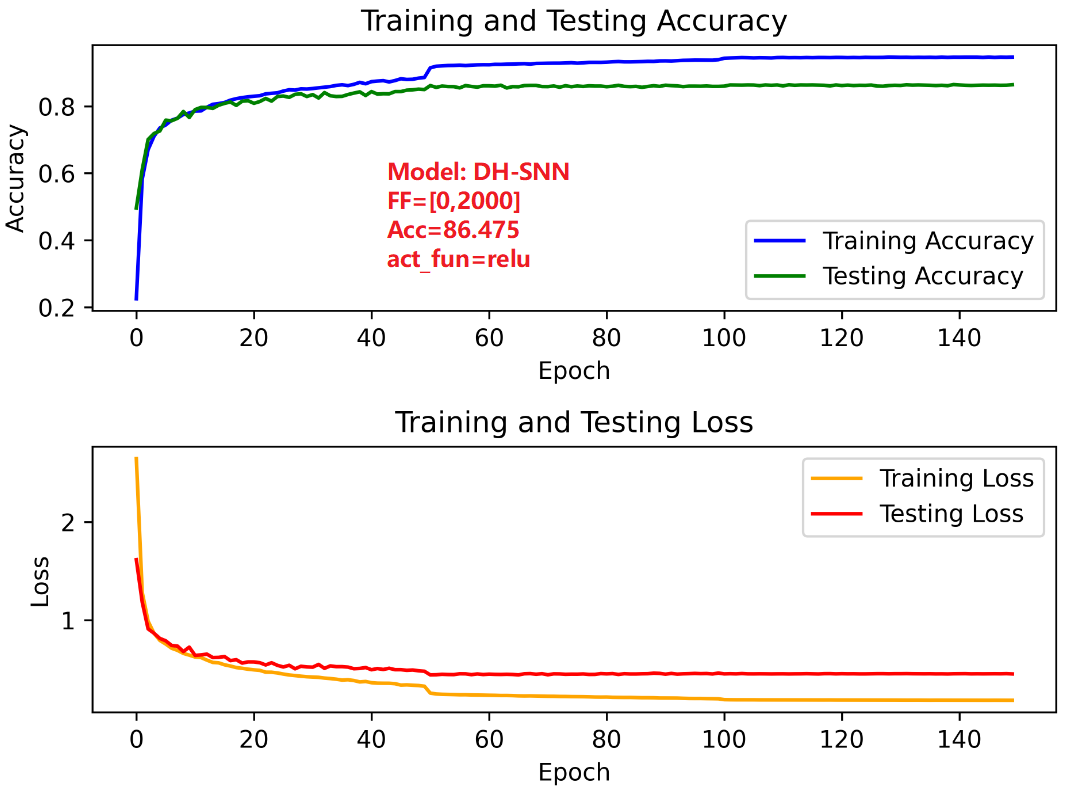 Training and Testing Accuracy
Accuracy
0.8
0.6
0.4
0.2
Model: DH-SNN
FF=[0,2000]
Acc=86.475
act_fun=relu
Training Accuracy
Testing Accuracy
0 20 40 60 80 100 120 140
Epoch
Training and Testing Loss
Loss
2
1
Training Loss
Testing Loss
0 20 40 60 80 100 120 140
Epoch